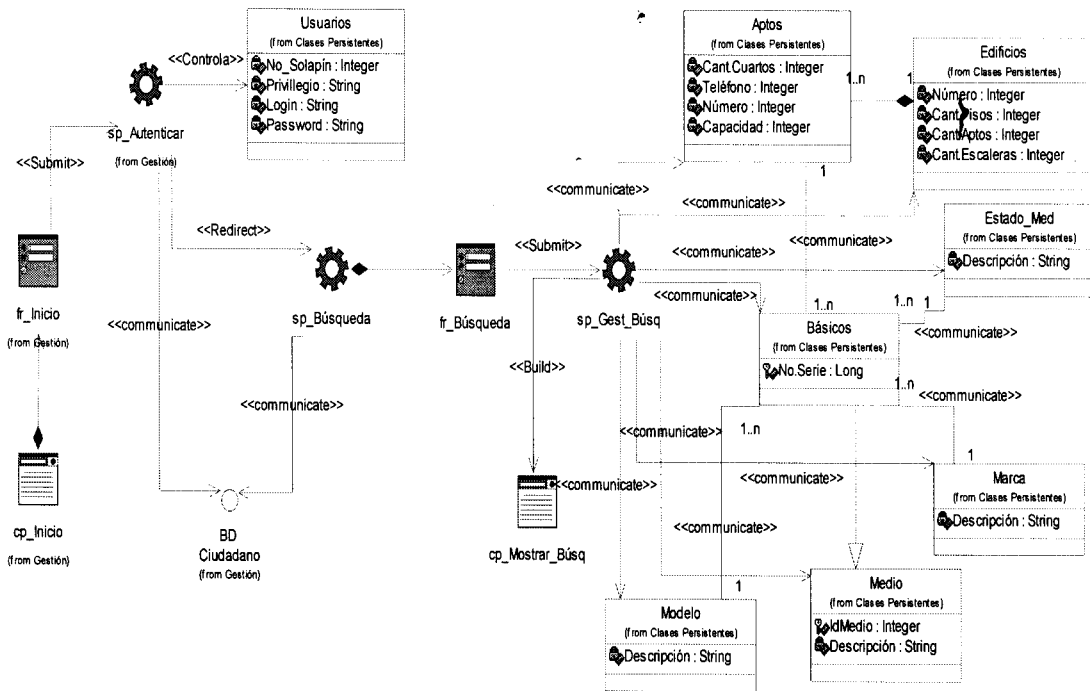 Usuarios
(from Clases Persistentes)
No_Solapín : Integer
Privillegio : String
Login : String
Password : String
<<Controla>>
sp_Autenticar
(from Gestión)
<<Submit>>
fr_Inicio
(from Gestión)
cp_Inicio
(from Gestión)
<<Redirect>>
<<communicate>>
sp_Búsqueda
<<communicate>>
BD
Ciudadano
(from Gestión)
fr_Búsqueda
<<Submit>>
sp_Gest_Búsq
<<Build>>
cp_Mostrar_Búsq
Aptos
(from Clases Persistentes)
Cant.Cuartos : Integer
Teléfono : Integer
Número : Integer
Capacidad : Integer
1..n
1
Edificios
(from Clases Persistentes)
Número : Integer
Cant.Pisos : Integer
Cant.Aptos : Integer
Cant.Escaleras : Integer
<<communicate>>
1
<<communicate>>
<<communicate>>
Estado_Med
(from Clases Persistentes)
Descripción : String
<<communicate>>
1..n
1..n
1
Básicos
(from Clases Persistentes)
No.Serie : Long
<<communicate>>
1..n
<<communicate>>
<<communicate>>
1..n
<<communicate>>
<<communicate>>
<<communicate>>
1
Marca
(from Clases Persistentes)
Descripción : String
1
Modelo
(from Clases Persistentes)
Descripción : String
Medio
(from Clases Persistentes)
IdMedio : Integer
Descripción : String